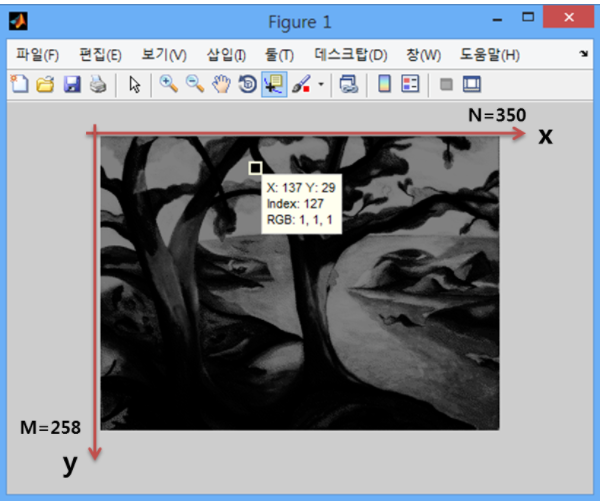 Figure 1
파일(F) 편집(E) 보기(V) 삽입(I) 툴(T) 데스크탑(D) 창(W) 도움말(H)
N=350
x
X: 137 Y: 29
Index: 127
RGB: 1, 1, 1
M=258
y